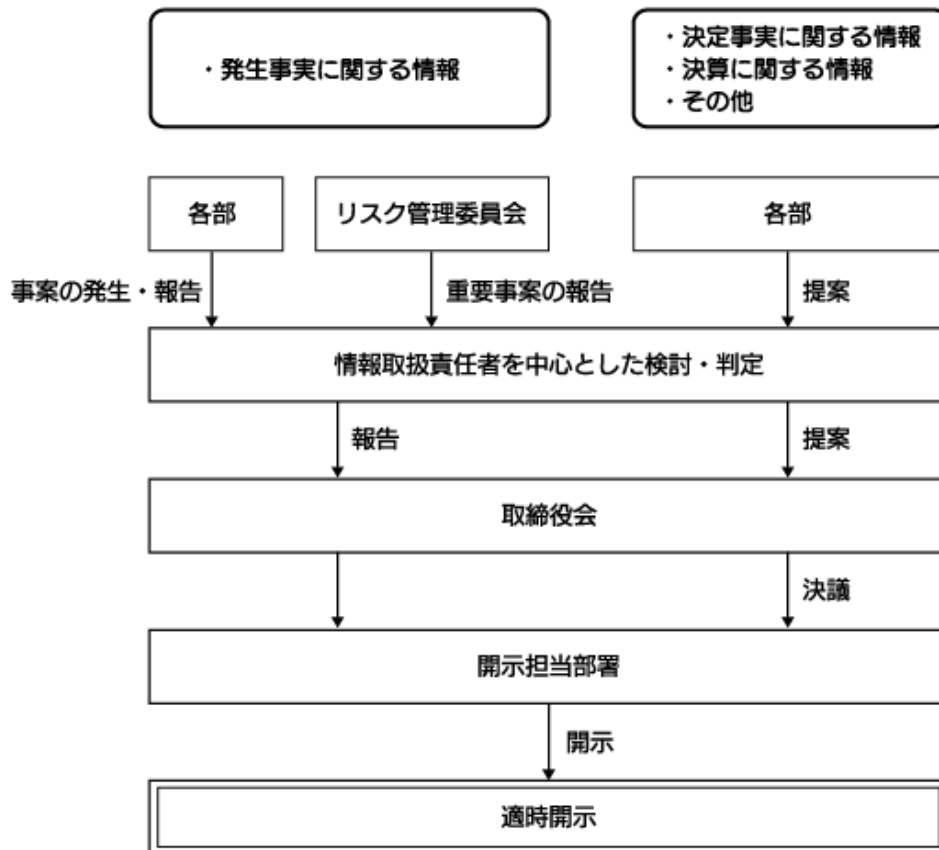 ・発生事実に関する情報
・決定事実に関する情報
・決算に関する情報
・その他
各部
リスク管理委員会
各部
事案の発生・報告
重要事案の報告
提案
情報取扱責任者を中心とした検討・判定
報告
提案
取締役会
決議
開示担当部署
開示
適時開示